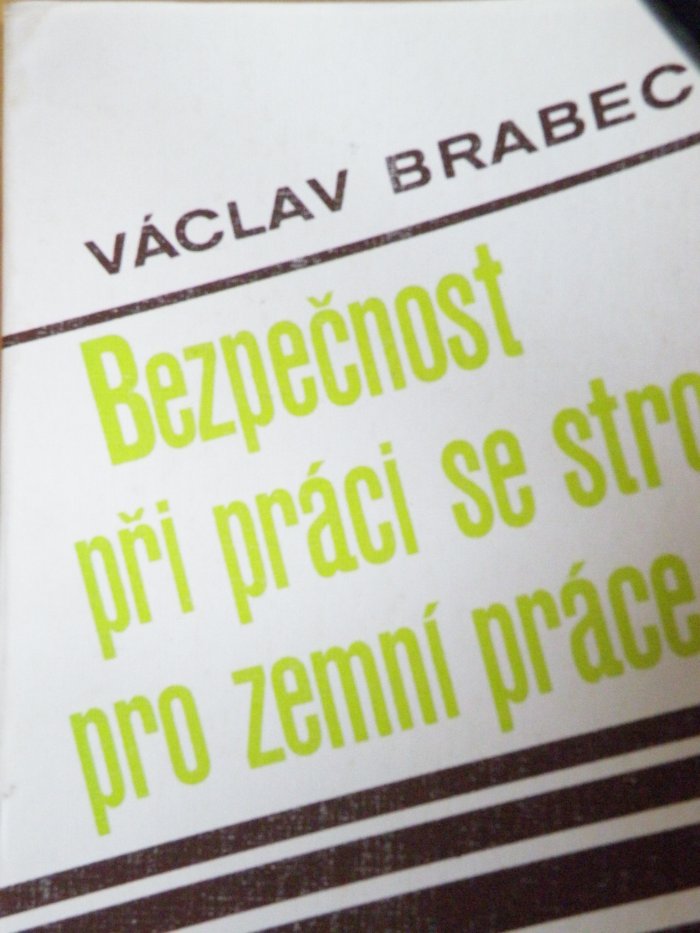 VÁCLAV BRABEC
Bezpečnost
při práci se stro
pro zemní práce